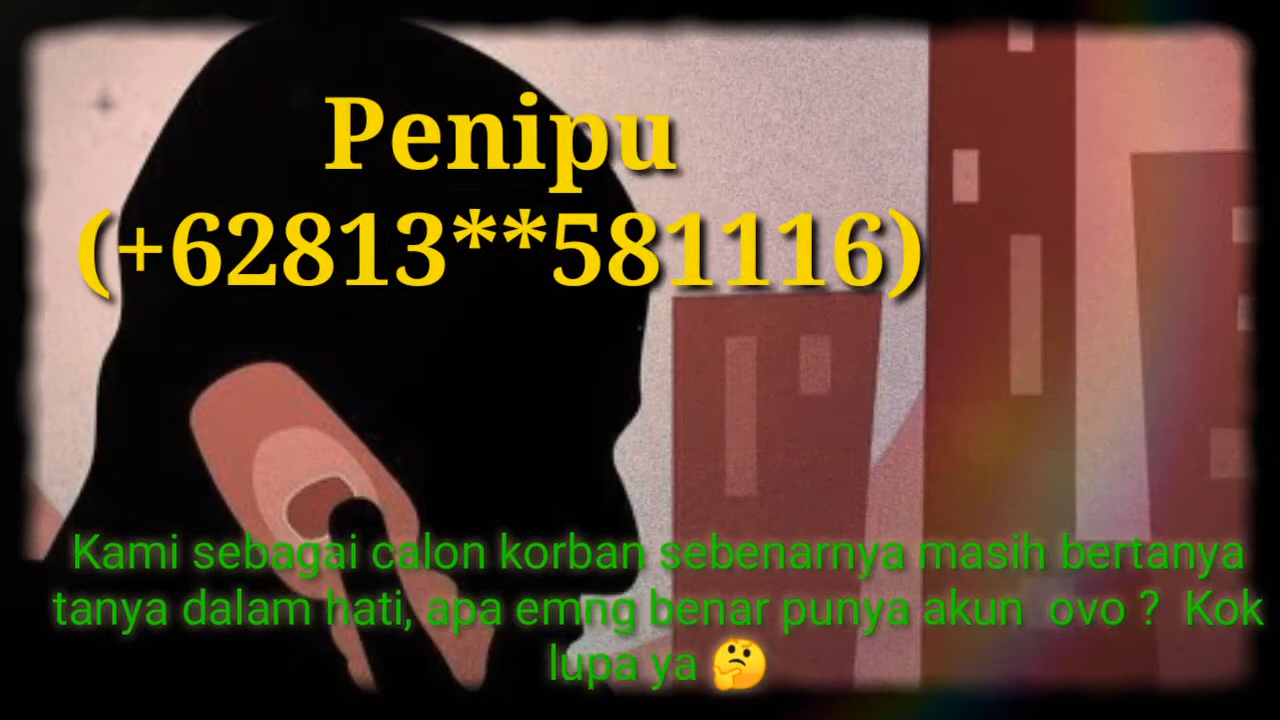 Penipu
(+62813**581116)
Kami sebagai calon korban sebenarnya masih bertanya
tanya dalam hati, apa emng benar punya akun ovo ? Kok
lupa ya 🤔